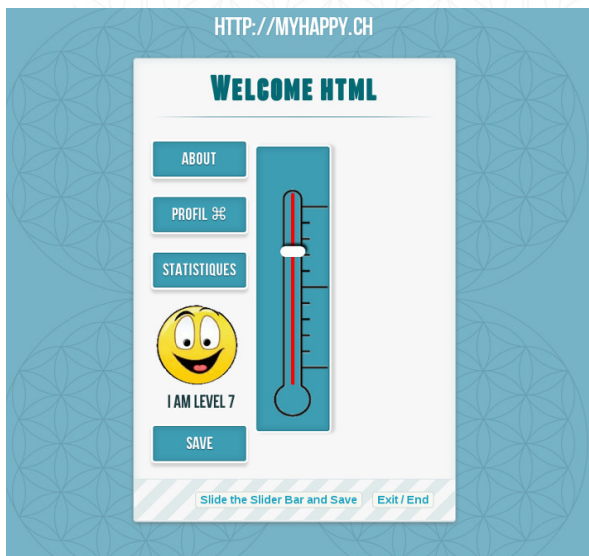 HTTP://MYHAPPY.CH
WELCOME HTML
ABOUT
PROFIL ⌘
STATISTIQUES
I AM LEVEL 7
SAVE
Slide the Slider Bar and Save
Exit / End